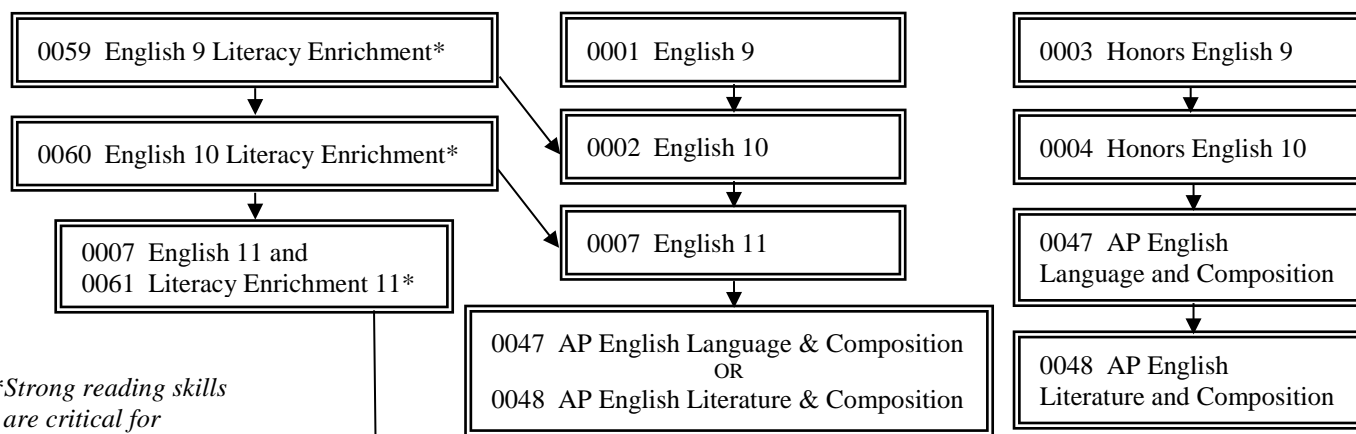 0059 English 9 Literacy Enrichment*
0060 English 10 Literacy Enrichment*
0007 English 11 and
0061 Literacy Enrichment 11*
*Strong reading skills
are critical for
0001 English 9
0002 English 10
0007 English 11
0047 AP English Language & Composition
OR
0048 AP English Literature & Composition
0003 Honors English 9
0004 Honors English 10
0047 AP English
Language and Composition
0048 AP English
Literature and Composition